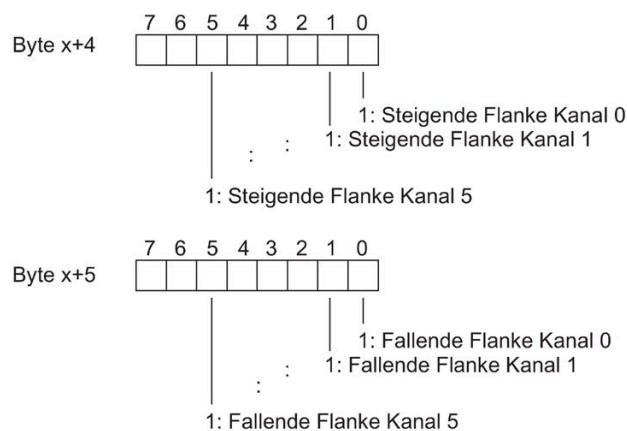 7 6 5 4 3 2 1 0
Byte x+4
1: Steigende Flanke Kanal 0
1: Steigende Flanke Kanal 1
: :
1: Steigende Flanke Kanal 5
7 6 5 4 3 2 1 0
Byte x+5
1: Fallende Flanke Kanal 0
1: Fallende Flanke Kanal 1
: :
1: Fallende Flanke Kanal 5